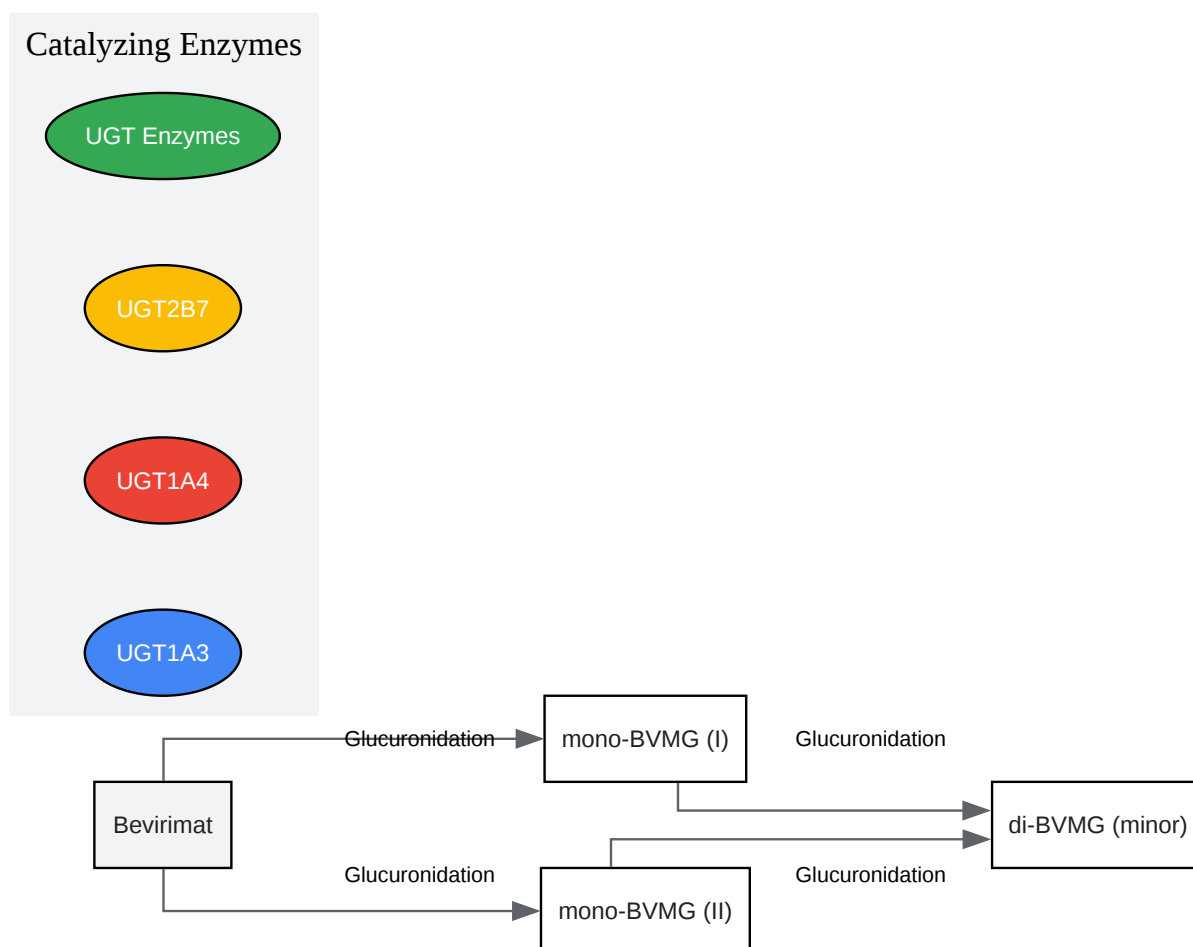 Catalyzing Enzymes
UGT Enzymes
UGT2B7
UGT1A4
UGT1A3
Glucuronidation
mono-BVMG (I)
Glucuronidation
Bevirimat
di-BVMG (minor)
Glucuronidation
mono-BVMG (II)
Glucuronidation